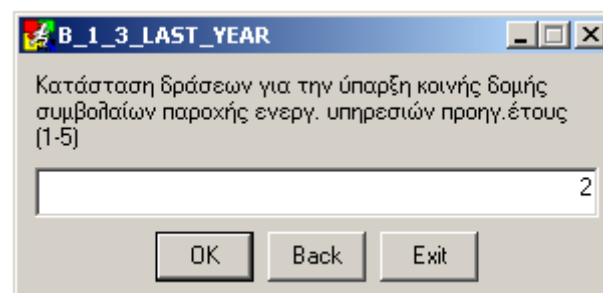 B_1_3_LAST_YEAR
Κατάσταση δράσεων για την ύπαρξη κοινής δομής
συμβολαίων παροχής ενεργ. υπηρεσιών προηγ.έτους
(1-5)
2
OK Back Exit